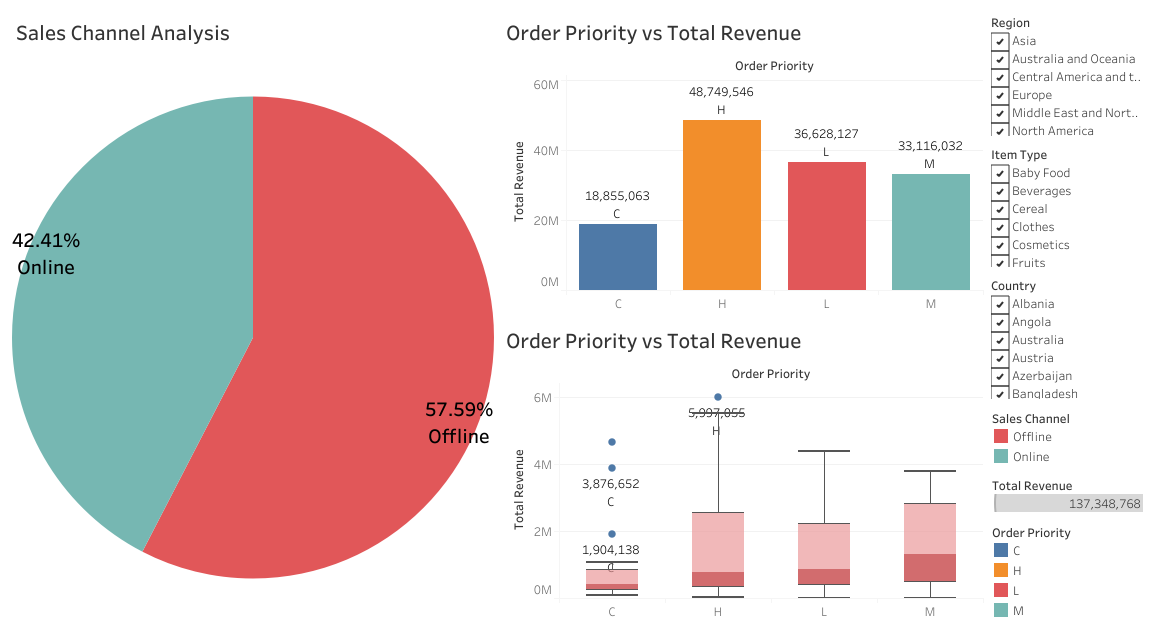 Sales Channel Analysis
42.41%
Online
57.59%
Offline
Order Priority vs Total Revenue
Order Priority
Total Revenue
60M
40M
20M
0M
18,855,063
C
48,749,546
H
36,628,127
L
33,116,032
M
C
H
L
M
Order Priority vs Total Revenue
Order Priority
Total Revenue
6M
4M
2M
0M
3,876,652
C
1,904,138
C
5,997,055
H
C
H
L
M
Region
Asia
Australia and Oceania
Central America and t..
Europe
Middle East and Nort..
North America
Item Type
Baby Food
Beverages
Cereal
Clothes
Cosmetics
Fruits
Country
Albania
Angola
Australia
Austria
Azerbaijan
Bangladesh
Sales Channel
Offline
Online
Total Revenue
137,348,768
Order Priority
C
H
L
M